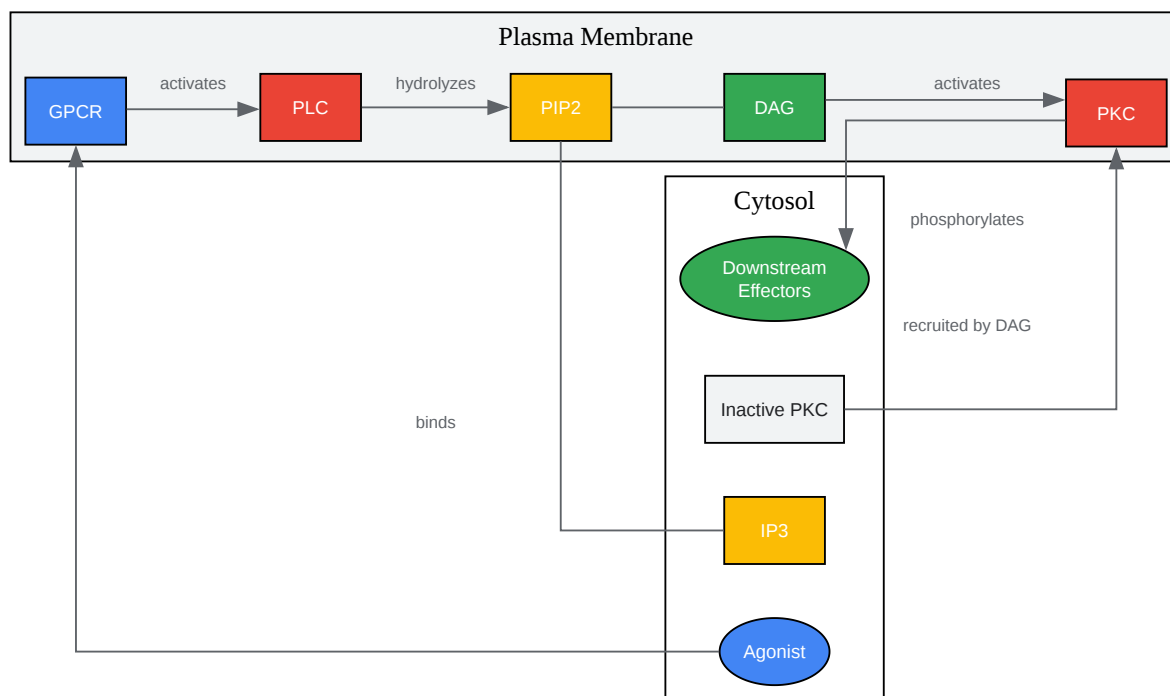 Plasma Membrane
GPCR
activates
PLC
hydrolyzes
PIP2
DAG
activates
PKC
Cytosol
phosphorylates
Downstream
Effectors
recruited by DAG
Inactive PKC
binds
IP3
Agonist